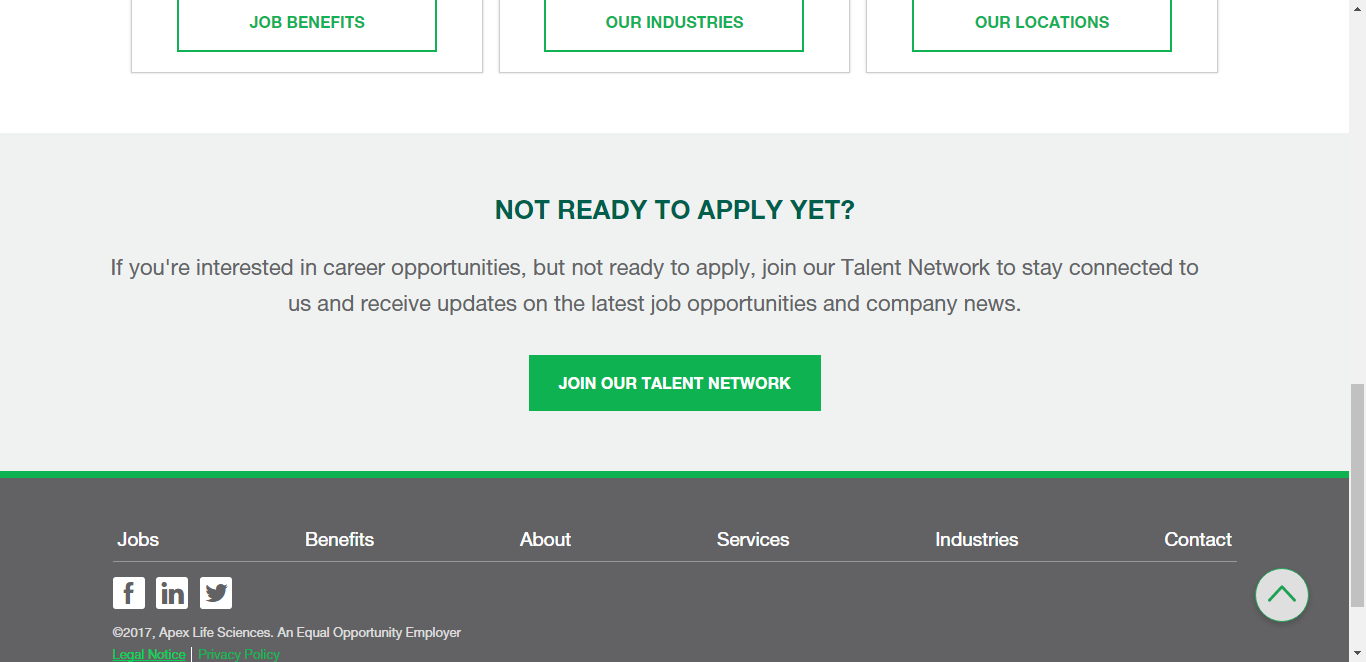 JOB BENEFITS
OUR INDUSTRIES
OUR LOCATIONS
NOT READY TO APPLY YET?
If you're interested in career opportunities, but not ready to apply, join our Talent Network to stay connected to
us and receive updates on the latest job opportunities and company news.
JOIN OUR TALENT NETWORK
Jobs
Benefits
About
Services
Industries
Contact
©2017, Apex Life Sciences. An Equal Opportunity Employer
Legal Notice | Privacy Policy